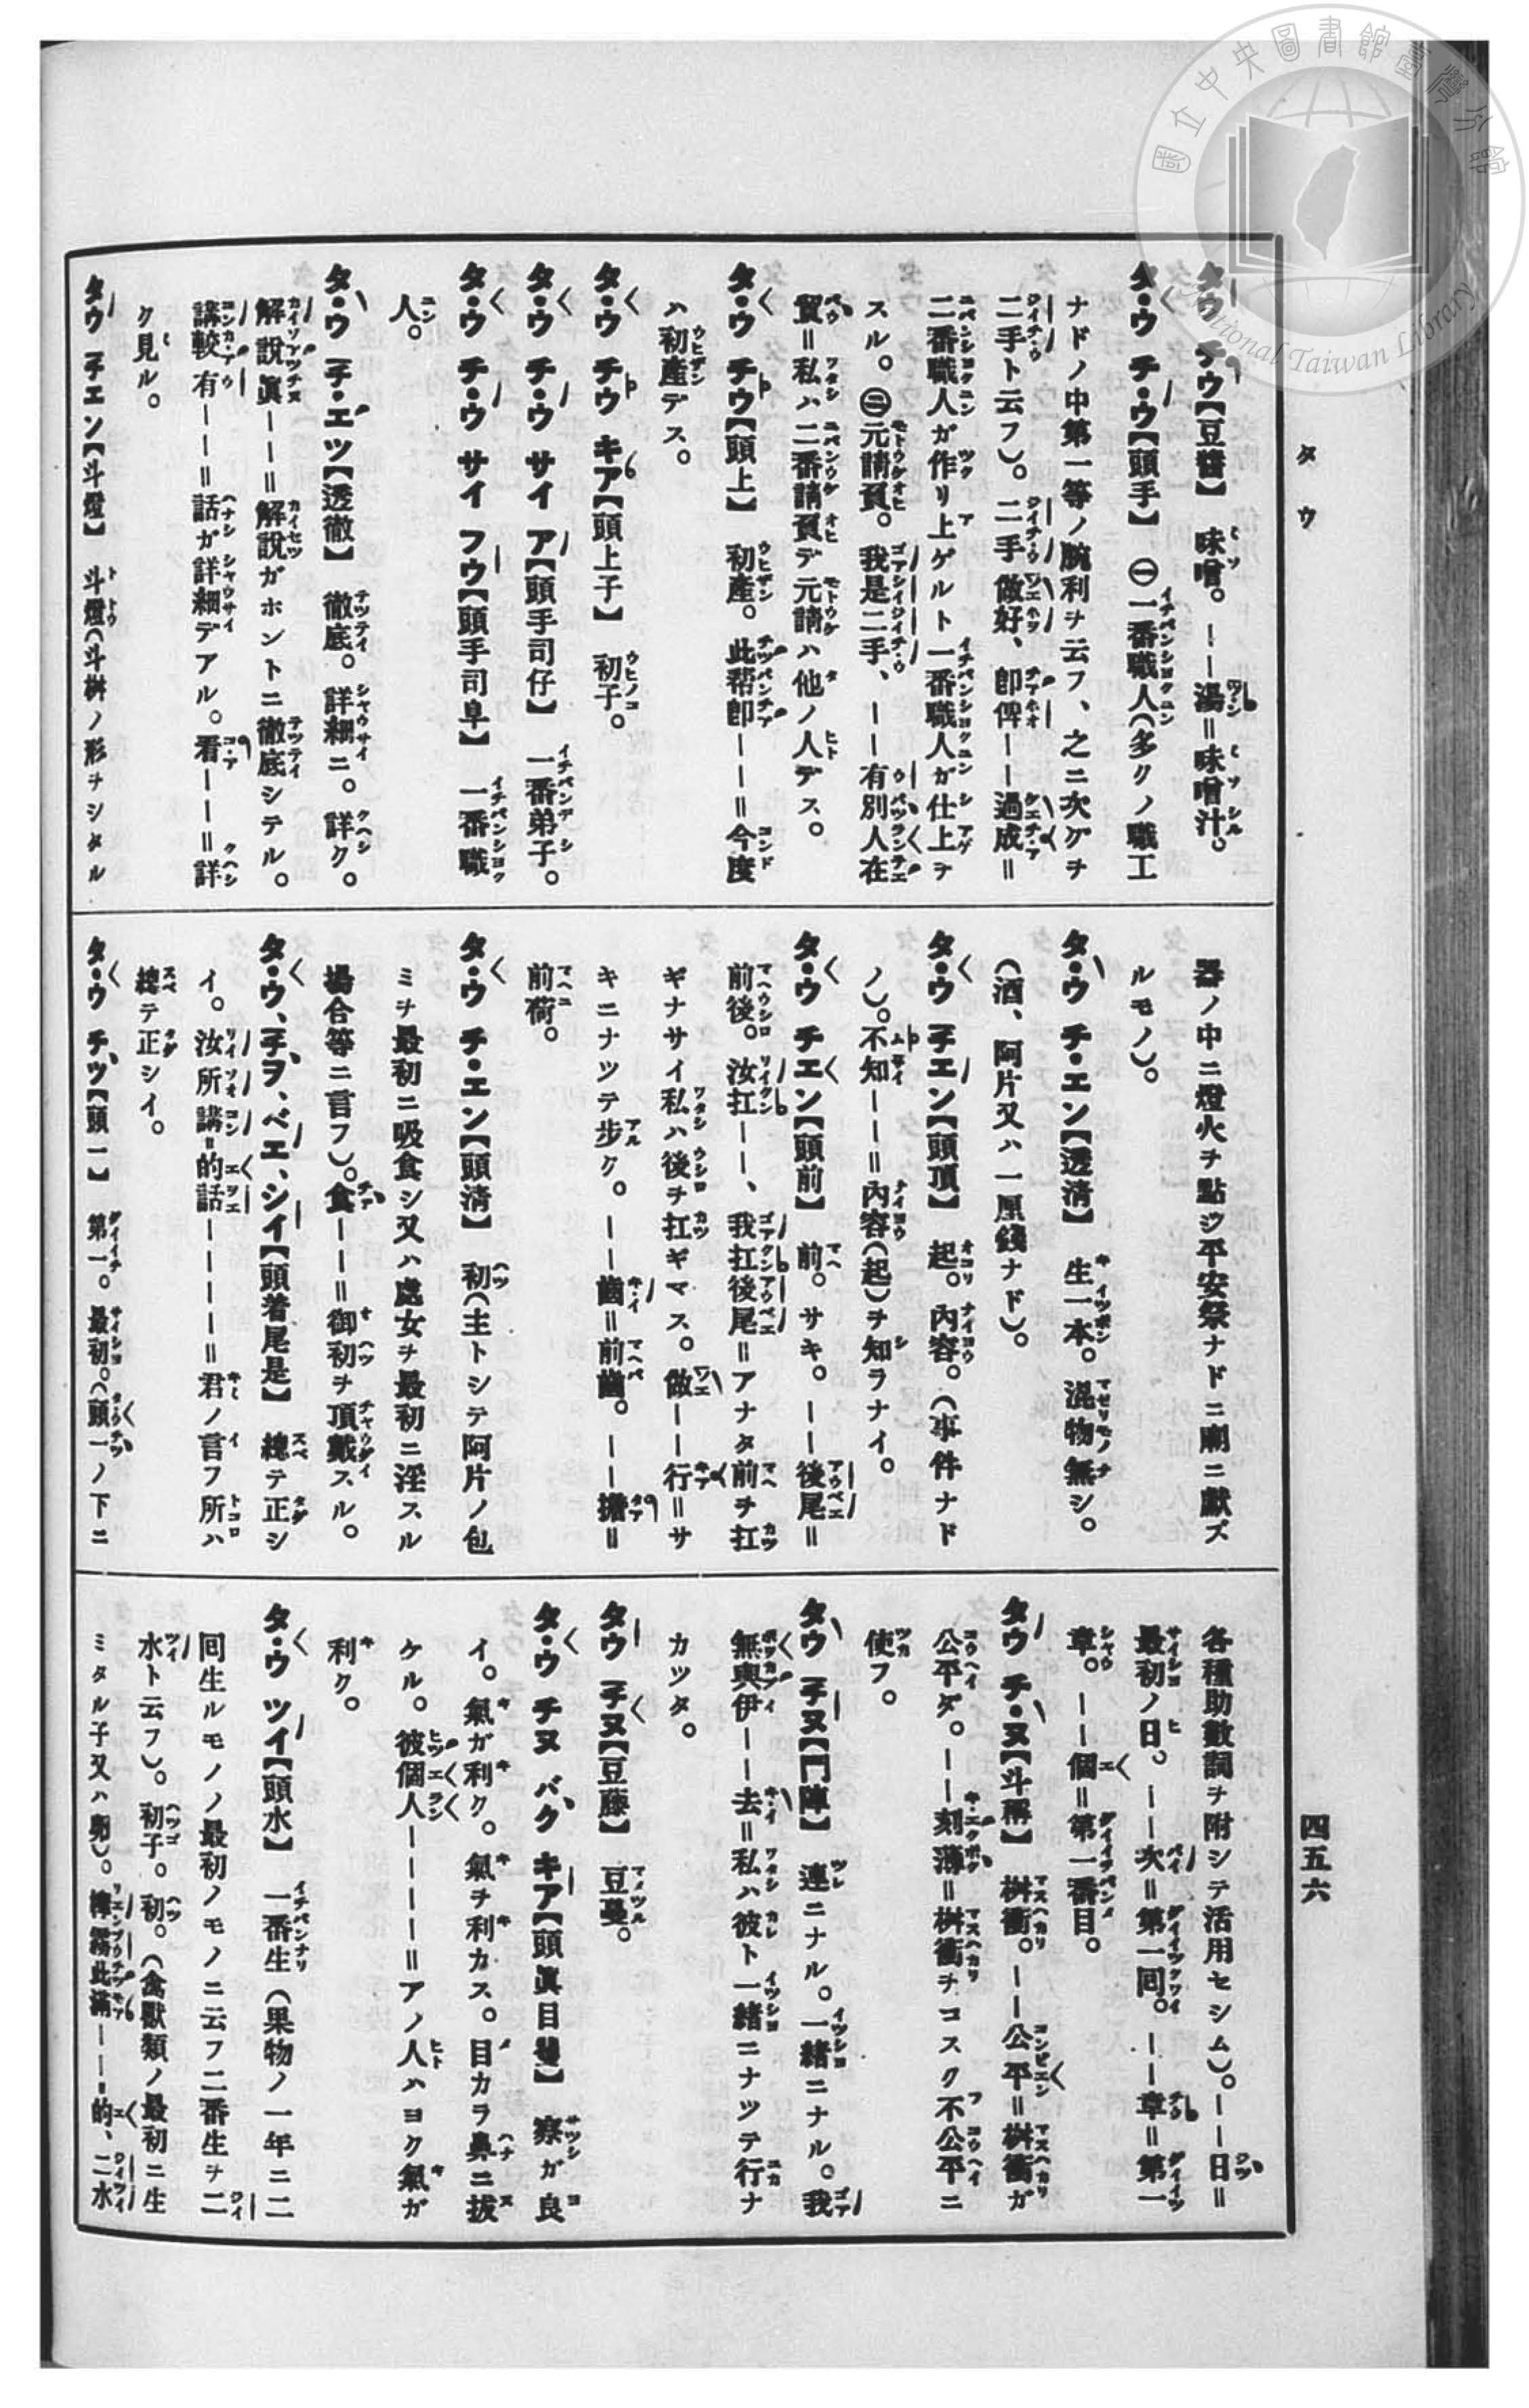 タウ
四五六
タウ チウ【豆醬】 味噌。――湯=味噌汁。
タ・ウ チ・ウ【頭手】 ㊀一番職人(多クノ職工
ナドノ中第一等ノ腕利ヲ云フ、之ニ次グヲ
二手ト云フ)。二手做好、卽俾――過成=
二番職人ガ作リ上ゲルト一番職人ガ仕上ヲ
スル。㊁元請負。我是二手、――有別人在
貿=私ハ二番請負デ元請ハ他ノ人デス。
タ・ウ チウ【頭上】 初產。此帮卽――=今度
ハ初產デス。
タ・ウ チウ キア【頭上子】 初子。
タ・ウ チ・ウ サイ ア【頭手司仔】 一番弟子。
タ・ウ チ・ウ サイ フウ【頭手司阜】 一番職
人。
タ・ウ チ・エツ【透徹】 徹底。詳細ニ。詳ク。
解說眞――=解說ガホントニ徹底シテル。
講較有――=話ガ詳細デアル。看――=詳
ク見ル。
タウ チエン【斗燈】 斗燈(斗桝ノ形ヲシタル
器ノ中ニ燈火ヲ點ジ平安祭ナドニ廟ニ獻ズ
ルモノ)。
タ・ウ チ・エン【透淸】 生一本。混物無シ。
(酒、阿片又ハ一厘錢ナド)。
タ・ウ チエン【頭頂】 起。內容。(事件ナド
ノ)。不知――=內容(起)ヲ知ラナイ。
タ・ウ チエン【頭前】 前。サキ。――後尾=
前後。汝扛――、我扛後尾=アナタ前ヲ扛
ギナサイ私ハ後ヲ扛ギマス。做――行=サ
キニナツテ步ク。――齒=前齒。――擔=
前荷。
タ・ウ チ・エン【頭淸】 初(主トシテ阿片ノ包
ミヲ最初ニ吸食シ又ハ處女ヲ最初ニ淫スル
場合等ニ言フ)。食――=御初ヲ頂戴スル。
タ・ウ、チヲ、ベエ、シイ【頭着尾是】 總テ正シ
イ。汝所講的話――――=君ノ言フ所ハ
總テ正シイ。
タ・ウ チツ【頭一】 第一。最初。(頭一ノ下ニ
各種助數詞ヲ附シテ活用セシム)。――日=
最初ノ日。――次=第一囘。――章=第一
章。――個=第一番目。
タウ チ・ヌ【斗稱】 桝衡。――公平=桝衡ガ
公平ダ。――刻薄=桝衡ヲコスク不公平ニ
使フ。
タウ チヌ【鬥陣】 連ニナル。一緖ニナル。我
無與伊――去=私ハ彼ト一緖ニナツテ行ナ
カツタ。
タウ チヌ【豆藤】 豆蔓。
タ・ウ チヌ バク キア【頭眞目聲】 察ガ良
イ。氣ガ利ク。氣ヲ利カス。目カラ鼻ニ拔
ケル。彼個人――――=アノ人ハヨク氣ガ
利ク。
タ・ウ ツイ【頭水】 一番生(果物ノ一年ニ二
囘生ルモノノ最初ノモノニ云フ二番生ヲ二
水ト云フ)。初子。初。(禽獸類ノ最初ニ生
ミタル子又ハ卵)。此滿――的、二水